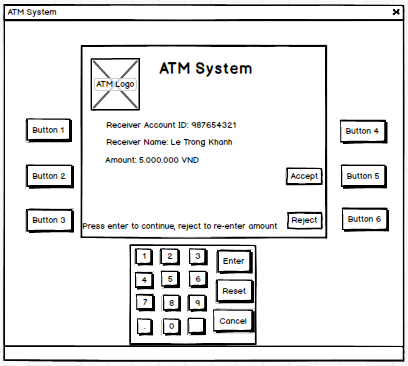 ATM System
ATM System
ATM Logo
Receiver Account ID: 987654321
Receiver Name: Le Trong Khanh
Amount: 5.000.000 VND
Button 1
Button 4
Button 2
Accept
Button 5
Button 3
Press enter to continue, reject to re-enter amount
Reject
Button 6
1 2 3
Enter
4 5 6
Reset
7 8 9
. 0
Cancel